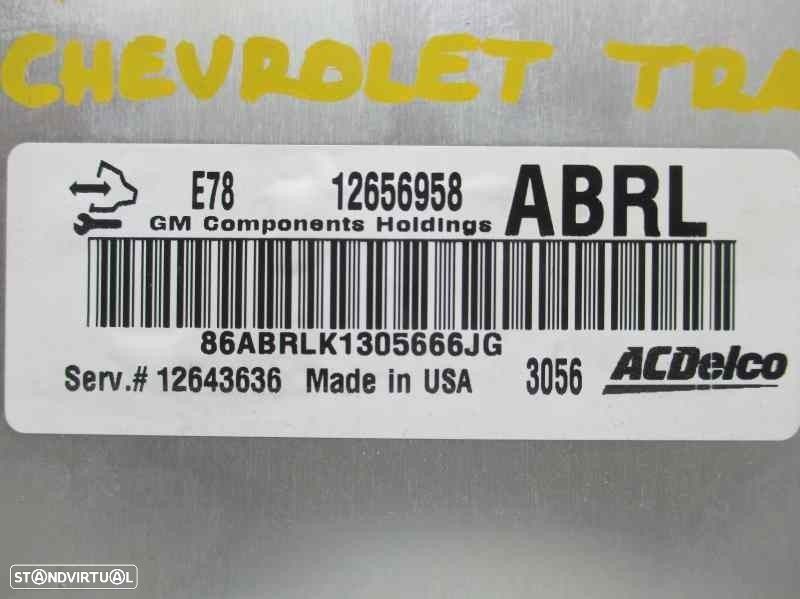 CHEVROLET TRA
E78 12656958 ABRL
GM Components Holdings
86ABRLK1305666JG
Serv.# 12643636 Made in USA 3056 ACDelco
STANDVIRTUAL